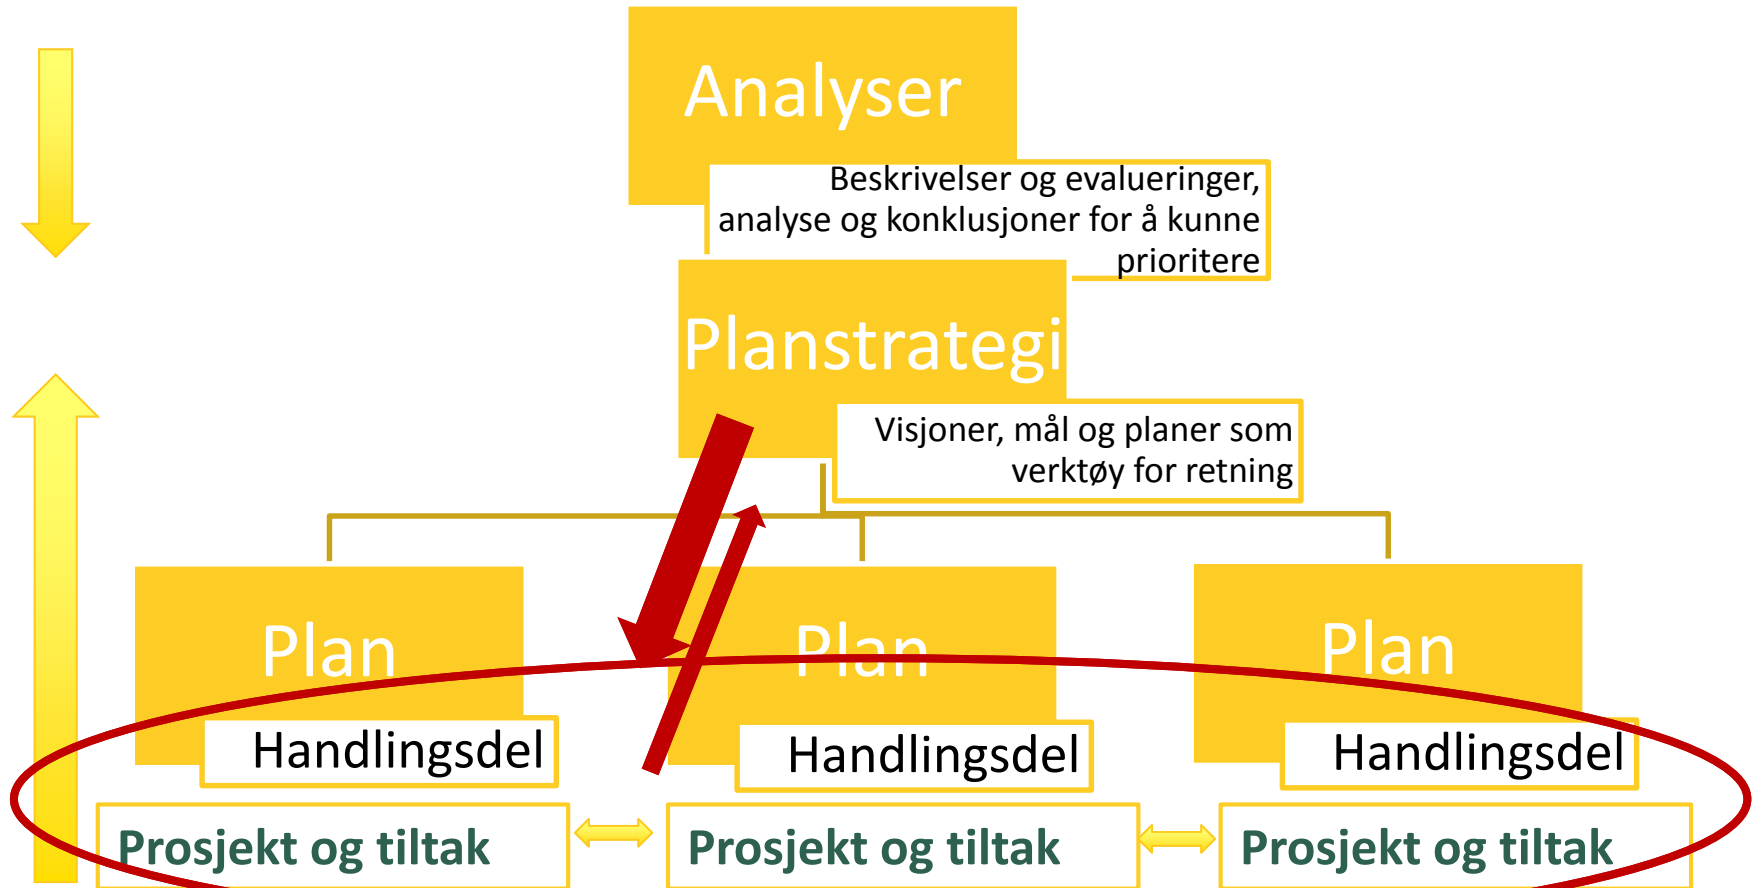 Analyser
Beskrivelser og evalueringer,
analyse og konklusjoner for å kunne
prioritere
Planstrategi
Visjoner, mål og planer som
verktøy for retning
Plan
Plan
Plan
Handlingsdel
Handlingsdel
Handlingsdel
Prosjekt og tiltak
Prosjekt og tiltak
Prosjekt og tiltak